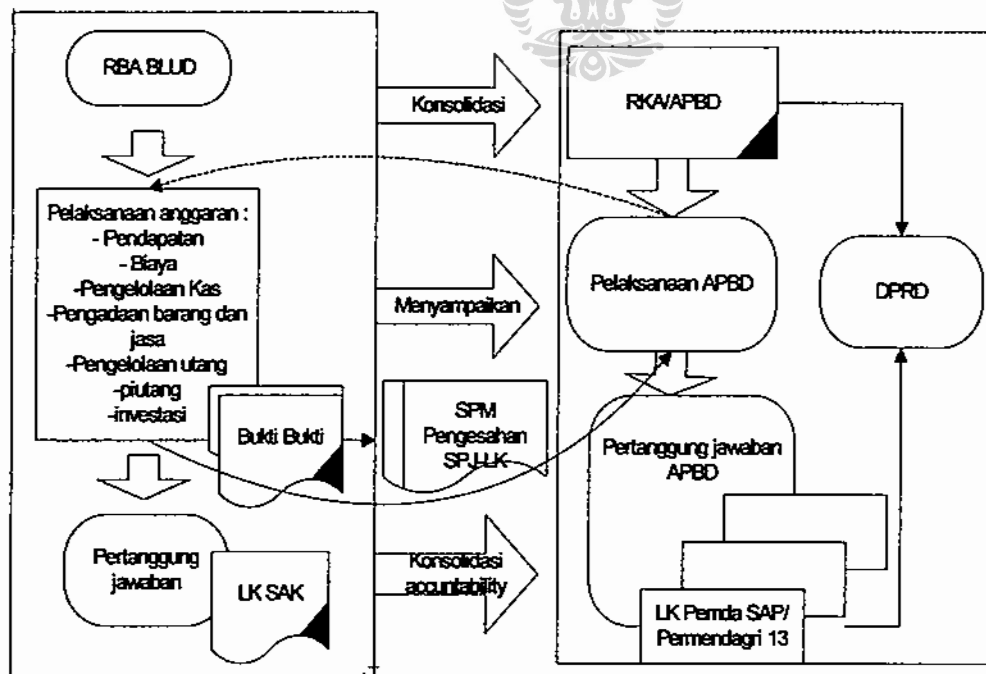 RBA BLUD
Pelaksanaan anggaran :
- Pendapatan
- Biaya
-Pengelolaan Kas
-Pengadaan barang dan
jasa
-Pengelolaan utang
-piutang
-investasi
Bukti Bukti
Pertanggung
jawaban
LK SAK
Konsolidasi
Menyampaikan
SPM
Pengesahan
SPJ-LK
Konsolidasi
accuntability
RKA/APBD
Pelaksanaan APBD
DPRD
Pertanggung jawaban
APBD
LK Pemda SAP/
Permendagri 13